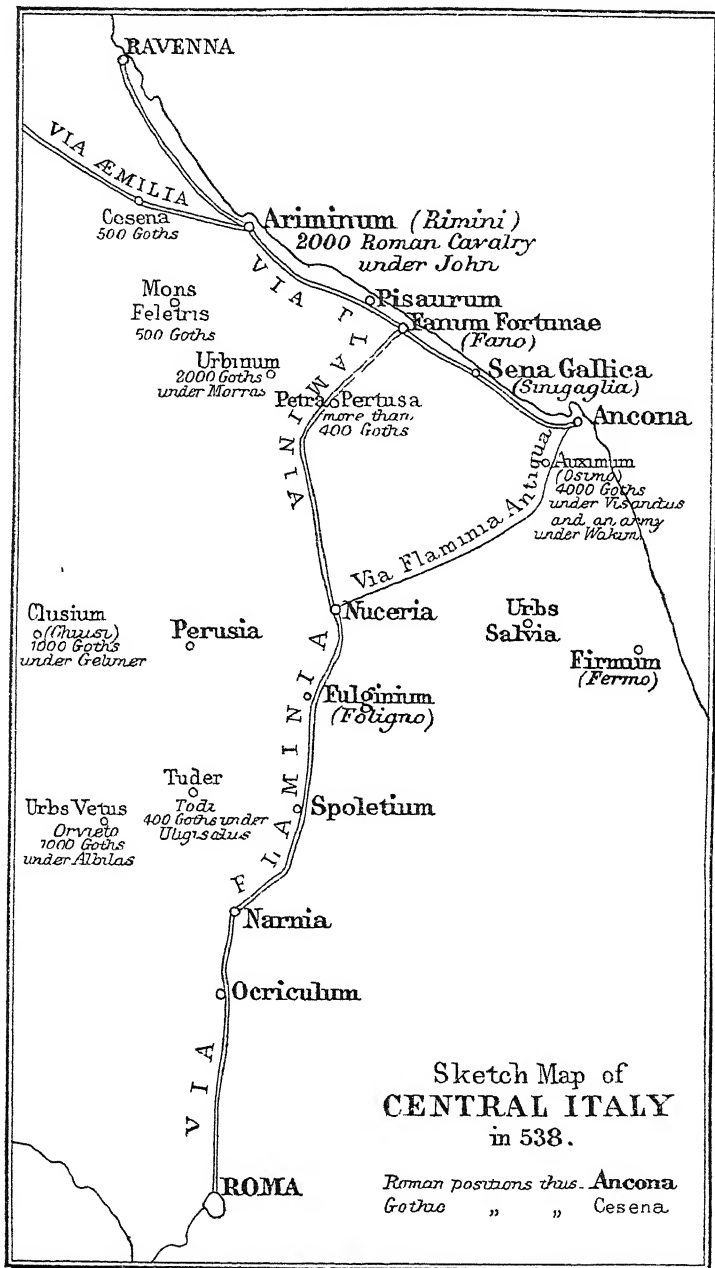 RAVENNA
VIA ÆMILIA
Cesena
500 Goths
Ariminum (Rimini)
2000 Roman Cavalry
under John
VIA FLAMINIA
Mons
Feletris
500 Goths
Pisaurum
Fanum Fortunae
(Fano)
Urbinum
2000 Goths
under Morras
Sena Gallica
(Sinigaglia)
Petra Pertusa
more than
400 Goths
Ancona
Auximum
(Osimo)
4000 Goths
under Visandus
and an army
under Wakim.
Via Flaminia Antiqua
Nuceria
Clusium
(Chiusi)
1000 Goths
under Gelimer
Perusia
Urbs
Salvia
Firmum
(Fermo)
Fulginium
(Foligno)
VIA FLAMINIA
Tuder
Todi
400 Goths under
Uligisalus
Urbs Vetus
Orvieto
1000 Goths
under Albilas
Spoletium
Narnia
Ocriculum
ROMA
Sketch Map of
CENTRAL ITALY
in 538.
Roman positions thus - Ancona
Gothic „ „ Cesena